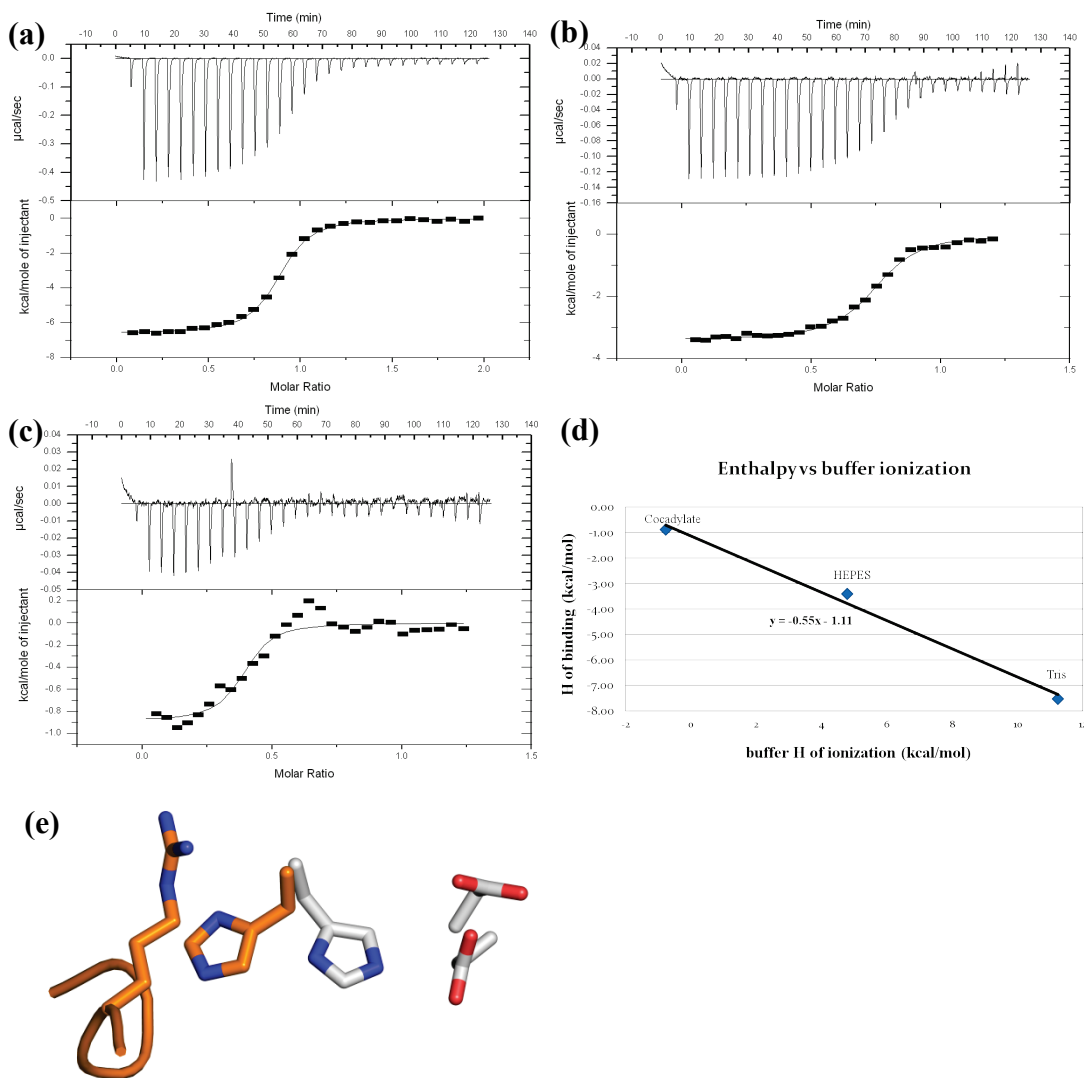 (a)
Time (min)
-10 0 10 20 30 40 50 60 70 80 90 100 110 120 130 140
0.0
-0.1
-0.2
-0.3
-0.4
-0.5
µcal/sec
0
-2
-4
-6
-8
kcal/mole of injectant
0.0 0.5 1.0 1.5 2.0
Molar Ratio
(b)
Time (min)
-10 0 10 20 30 40 50 60 70 80 90 100 110 120 130 140
0.04
0.02
0.00
-0.02
-0.04
-0.06
-0.08
-0.10
-0.12
-0.14
-0.16
µcal/sec
0
-2
-4
kcal/mole of injectant
0.0 0.5 1.0 1.5
Molar Ratio
(c)
Time (min)
-10 0 10 20 30 40 50 60 70 80 90 100 110 120 130 140
0.04
0.03
0.02
0.01
0.00
-0.01
-0.02
-0.03
-0.04
-0.05
µcal/sec
0.2
0.0
-0.2
-0.4
-0.6
-0.8
-1.0
kcal/mole of injectant
0.0 0.5 1.0 1.5
Molar Ratio
(d)
Enthalpy vs buffer ionization
0.00
-1.00
-2.00
-3.00
-4.00
-5.00
-6.00
-7.00
-8.00
H of binding (kcal/mol)
Cocadylate
HEPES
y = -0.55x - 1.11
Tris
-2 0 2 4 6 8 10 1.
buffer H of ionization (kcal/mol)
(e)